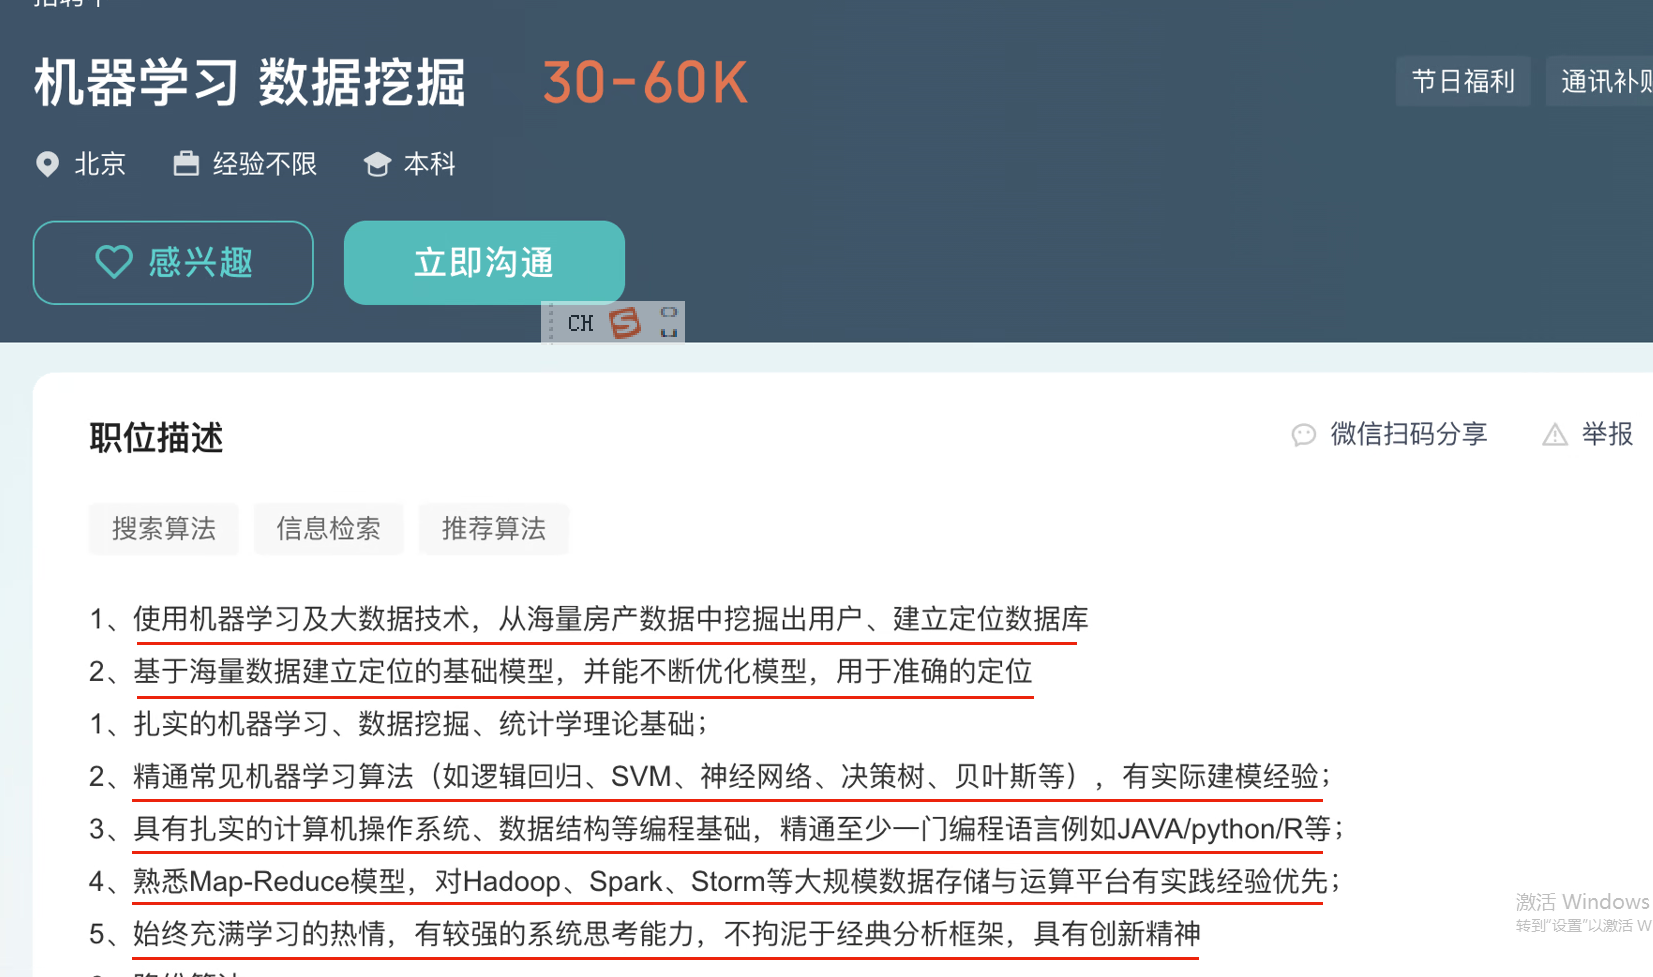 机器学习 数据挖掘 30-60K 节日福利 通讯补贴
北京 经验不限 本科
感兴趣 立即沟通
CH S
职位描述 微信扫码分享 举报
搜索算法 信息检索 推荐算法
1、使用机器学习及大数据技术，从海量房产数据中挖掘出用户、建立定位数据库
2、基于海量数据建立定位的基础模型，并能不断优化模型，用于准确的定位
1、扎实的机器学习、数据挖掘、统计学理论基础；
2、精通常见机器学习算法（如逻辑回归、SVM、神经网络、决策树、贝叶斯等），有实际建模经验；
3、具有扎实的计算机操作系统、数据结构等编程基础，精通至少一门编程语言例如JAVA/python/R等；
4、熟悉Map-Reduce模型，对Hadoop、Spark、Storm等大规模数据存储与运算平台有实践经验优先；
激活 Windows
转到“设置”以激活 W
5、始终充满学习的热情，有较强的系统思考能力，不拘泥于经典分析框架，具有创新精神